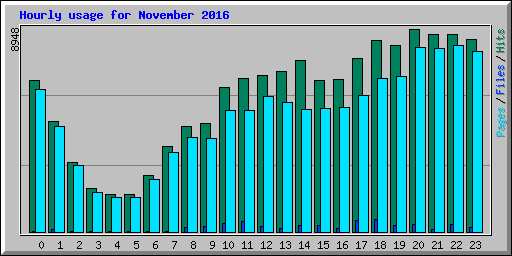 Hourly usage for November 2016
8948
Pages / Files / Hits
0 1 2 3 4 5 6 7 8 9 10 11 12 13 14 15 16 17 18 19 20 21 22 23